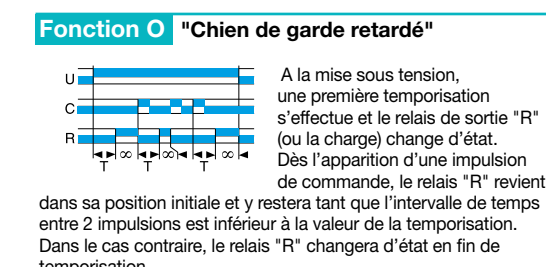 Fonction O "Chien de garde retardé"
U
C
R
∞ ∞ ∞
T T T
A la mise sous tension,
une première temporisation
s'effectue et le relais de sortie "R"
(ou la charge) change d'état.
Dès l'apparition d'une impulsion
de commande, le relais "R" revient
dans sa position initiale et y restera tant que l'intervalle de temps
entre 2 impulsions est inférieur à la valeur de la temporisation.
Dans le cas contraire, le relais "R" changera d'état en fin de
temporisation